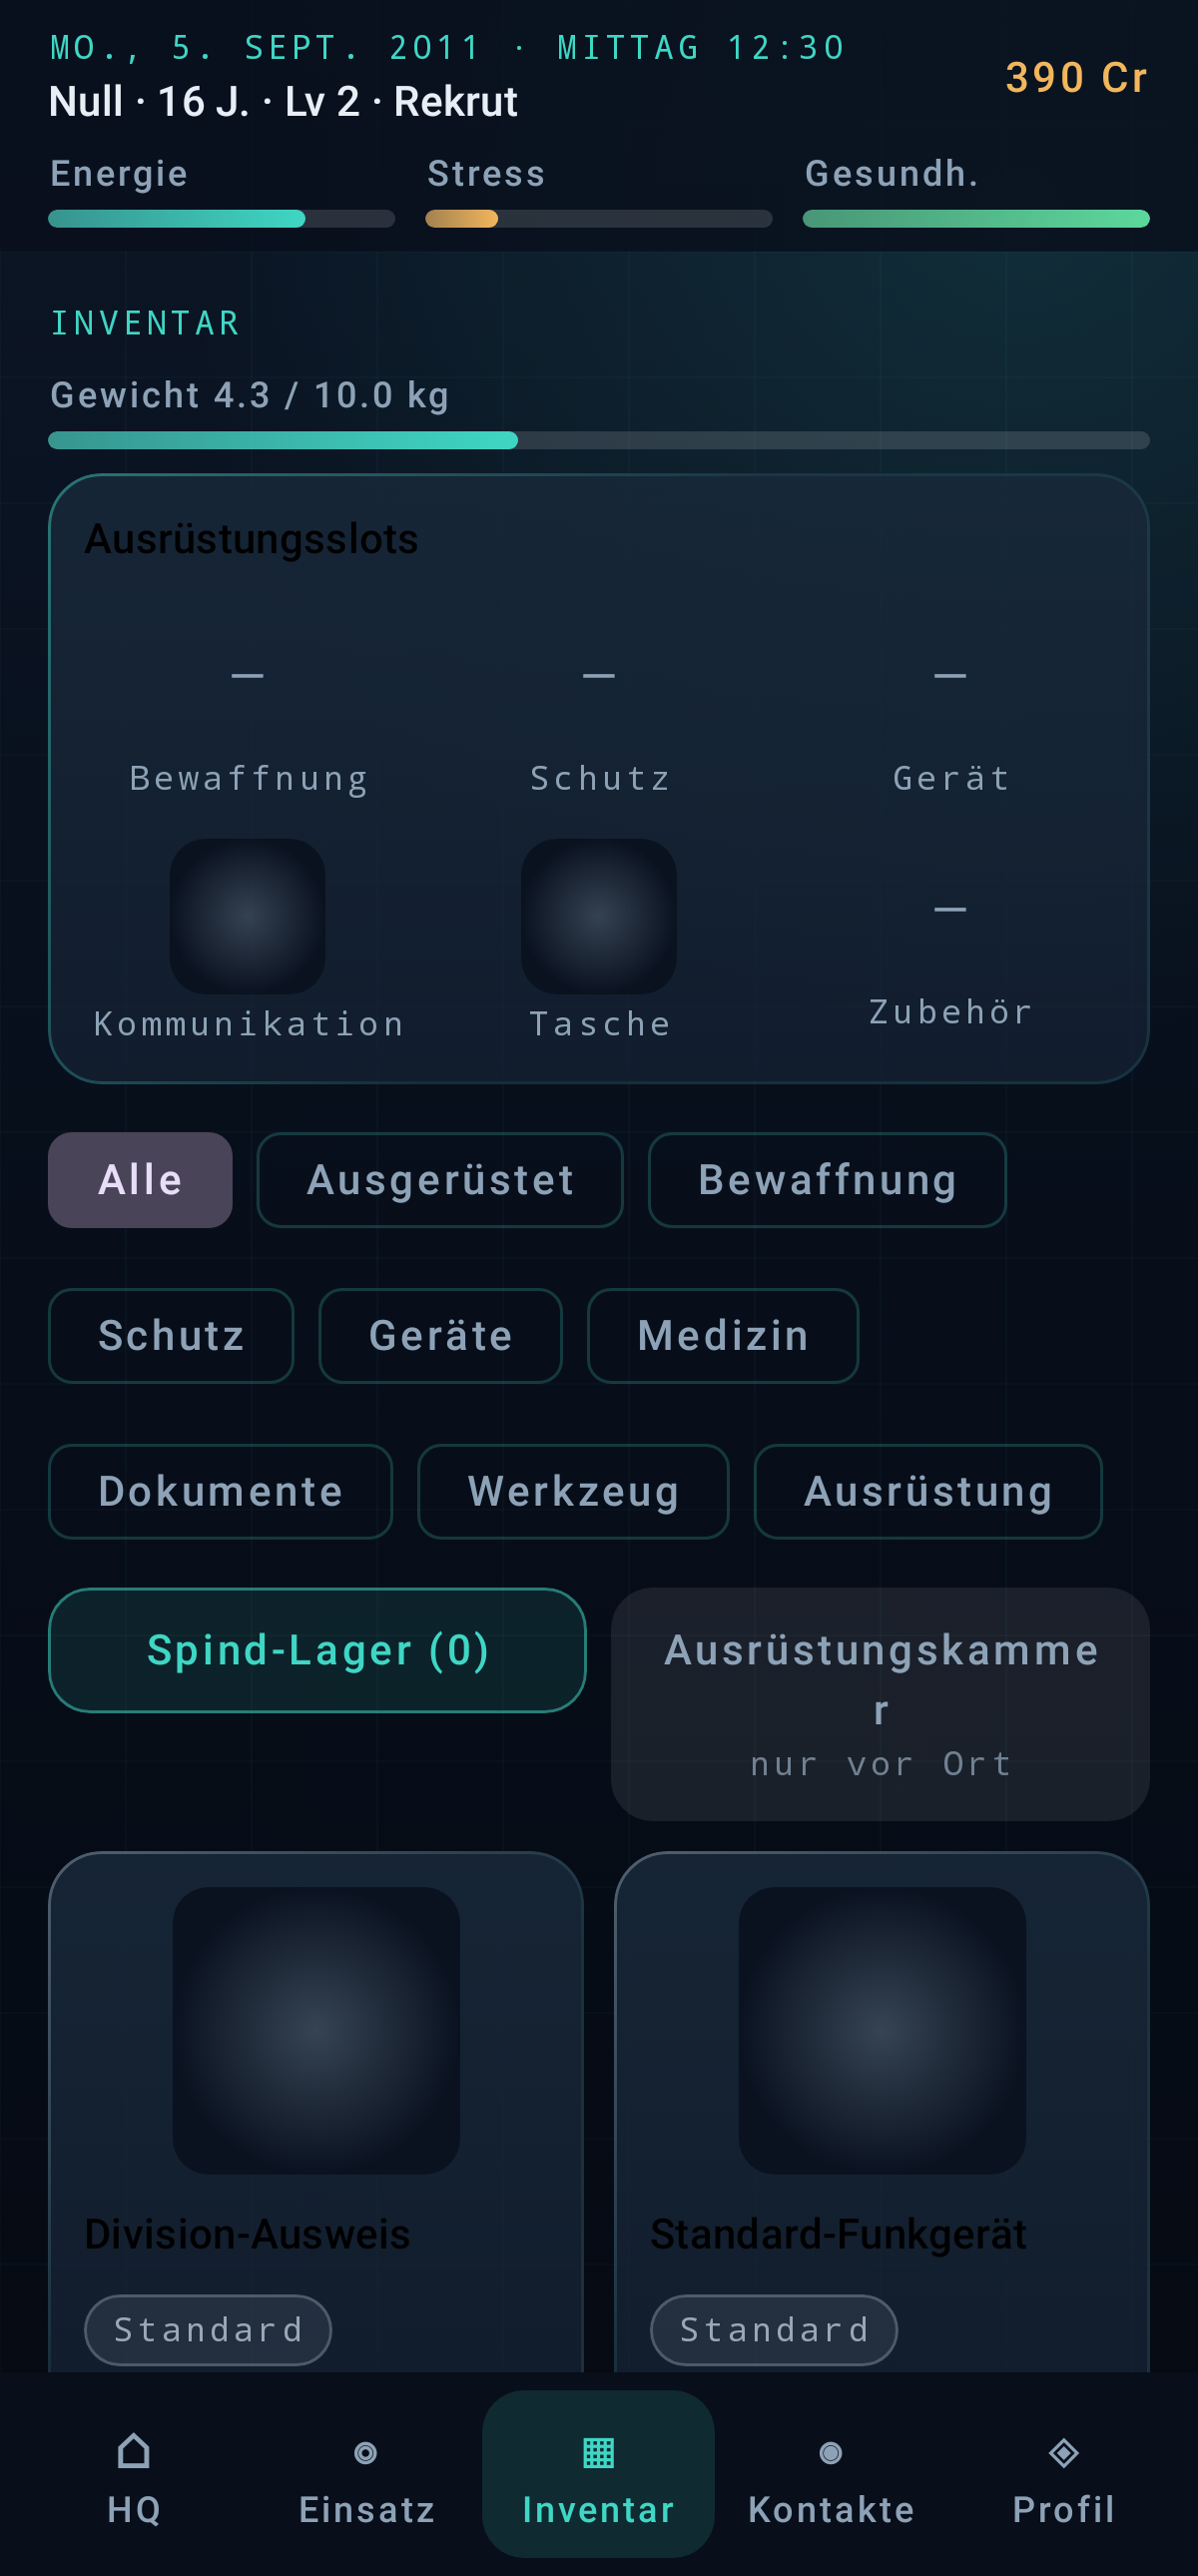 MO., 5. SEPT. 2011 · MITTAG 12:30
Null · 16 J. · Lv 2 · Rekrut
390 Cr
Energie
Stress
Gesundh.
INVENTAR
Gewicht 4.3 / 10.0 kg
Ausrüstungsslots
—
—
—
Bewaffnung
Schutz
Gerät
—
Kommunikation
Tasche
Zubehör
Alle
Ausgerüstet
Bewaffnung
Schutz
Geräte
Medizin
Dokumente
Werkzeug
Ausrüstung
Spind-Lager (0)
Ausrüstungskamme
r
nur vor Ort
Division-Ausweis
Standard-Funkgerät
Standard
Standard
HQ
Einsatz
Inventar
Kontakte
Profil